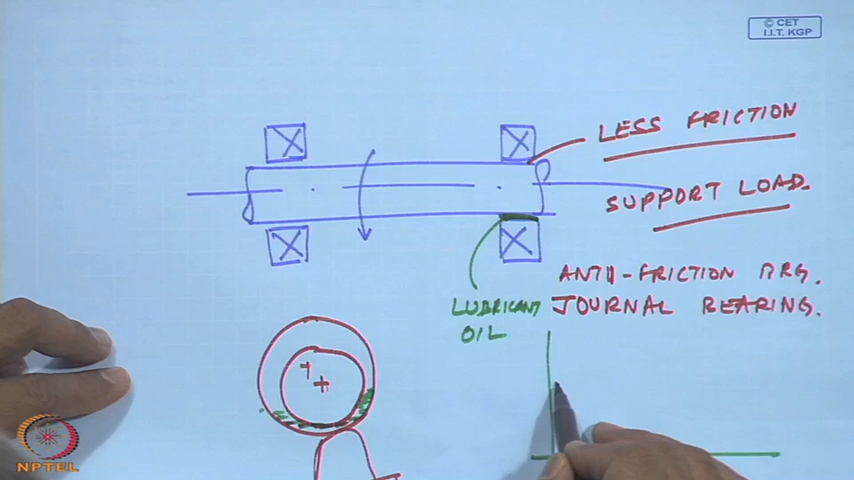 © CET
I.I.T. KGP
LESS FRICTION
SUPPORT LOAD.
ANTI-FRICTION BRG.
LUBRICANT
OIL
JOURNAL BEARING.
NPTEL